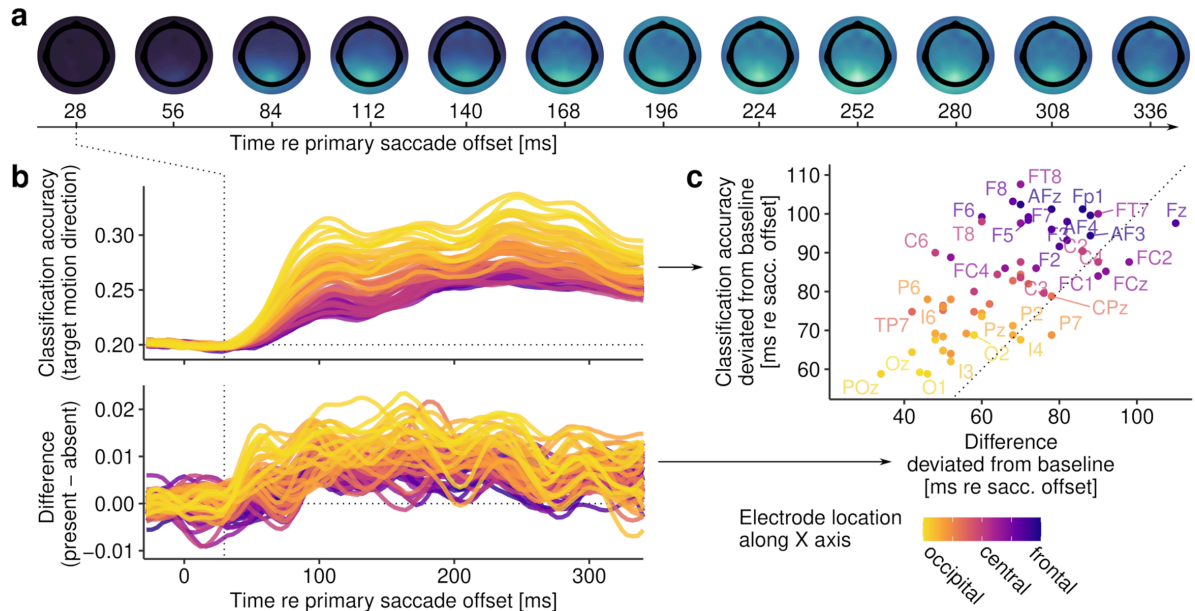 a
28 56 84 112 140 168 196 224 252 280 308 336
Time re primary saccade offset [ms]
b
Classification accuracy
(target motion direction)
0.30
0.25
0.20
Difference
(present − absent)
0.02
0.01
0.00
−0.01
0 100 200 300
Time re primary saccade offset [ms]
c
Classification accuracy
deviated from baseline
[ms re sacc. offset]
110
100
90
80
70
60
FT8
F8 AFz Fp1
F6 F7 FT7 Fz
T8 F5 F3 AF4 AF3
C6 C2 C1
FC4 F2 FC1 FCz FC2
P6 C3 CPz
TP7 I6 Pz P2 P7
Oz O2 I4
POz O1 I3
40 60 80 100
Difference
deviated from baseline
[ms re sacc. offset]
Electrode location
along X axis
occipital
central
frontal